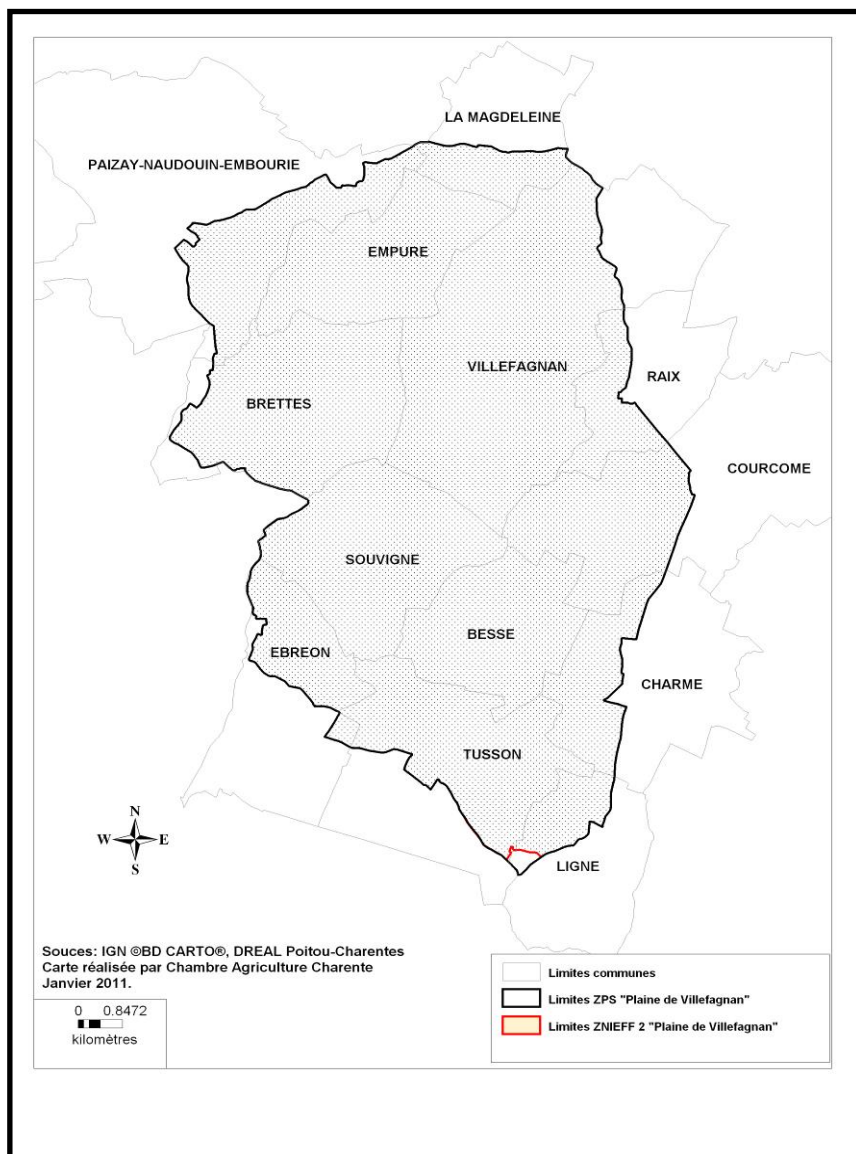 LA MAGDELEINE
PAIZAY-NAUDOUIN-EMBOURIE
EMPURE
VILLEFAGNAN
RAIX
BRETTES
COURCOME
SOUVIGNE
BESSE
EBREON
CHARME
TUSSON
N
W E
S
LIGNE
Souces: IGN ©BD CARTO®, DREAL Poitou-Charentes
Carte réalisée par Chambre Agriculture Charente
Janvier 2011.
0 0.8472
kilomètres
Limites communes
Limites ZPS "Plaine de Villefagnan"
Limites ZNIEFF 2 "Plaine de Villefagnan"